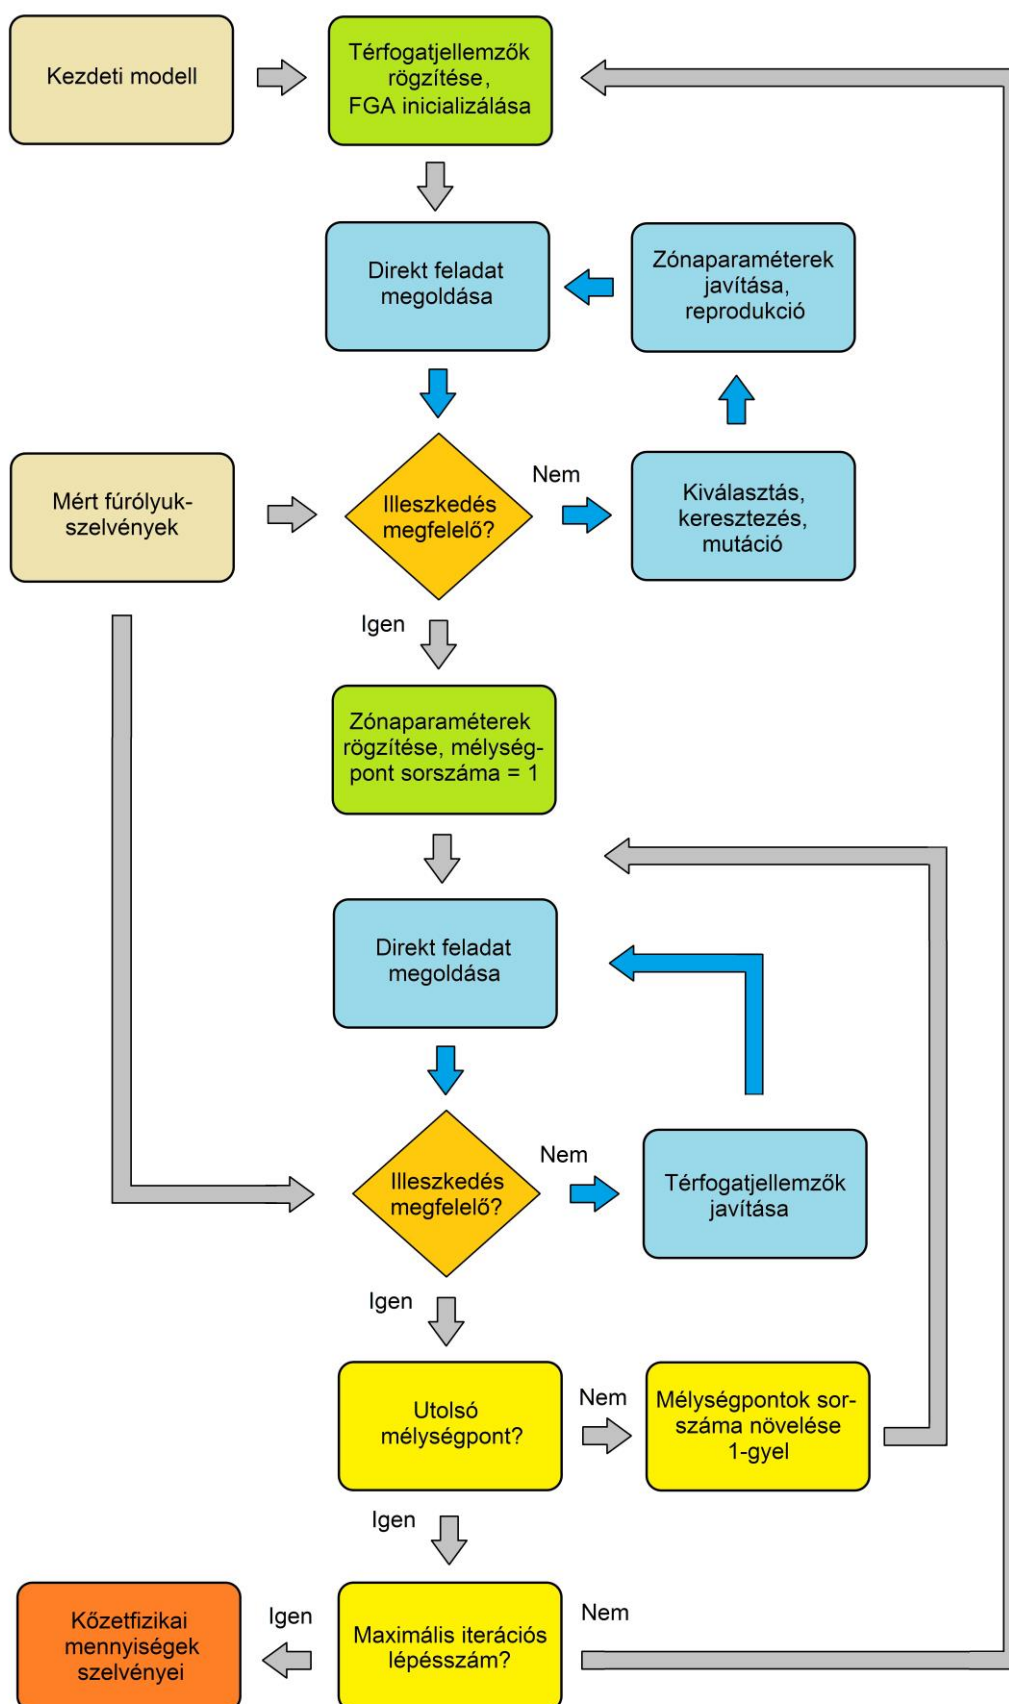 Kezdeti modell
Térfogatjellemzők
rögzítése,
FGA inicializálása
Direkt feladat
megoldása
Zónaparaméterek
javítása,
reprodukció
Mért fúrólyuk-
szelvények
Illeszkedés
megfelelő?
Nem
Kiválasztás,
keresztezés,
mutáció
Igen
Zónaparaméterek
rögzítése, mélység-
pont sorszáma = 1
Direkt feladat
megoldása
Illeszkedés
megfelelő?
Nem
Térfogatjellemzők
javítása
Igen
Utolsó
mélységpont?
Nem
Mélységpontok sor-
száma növelése
1-gyel
Igen
Kőzetfizikai
mennyiségek
szelvényei
Igen
Maximális iterációs
lépésszám?
Nem